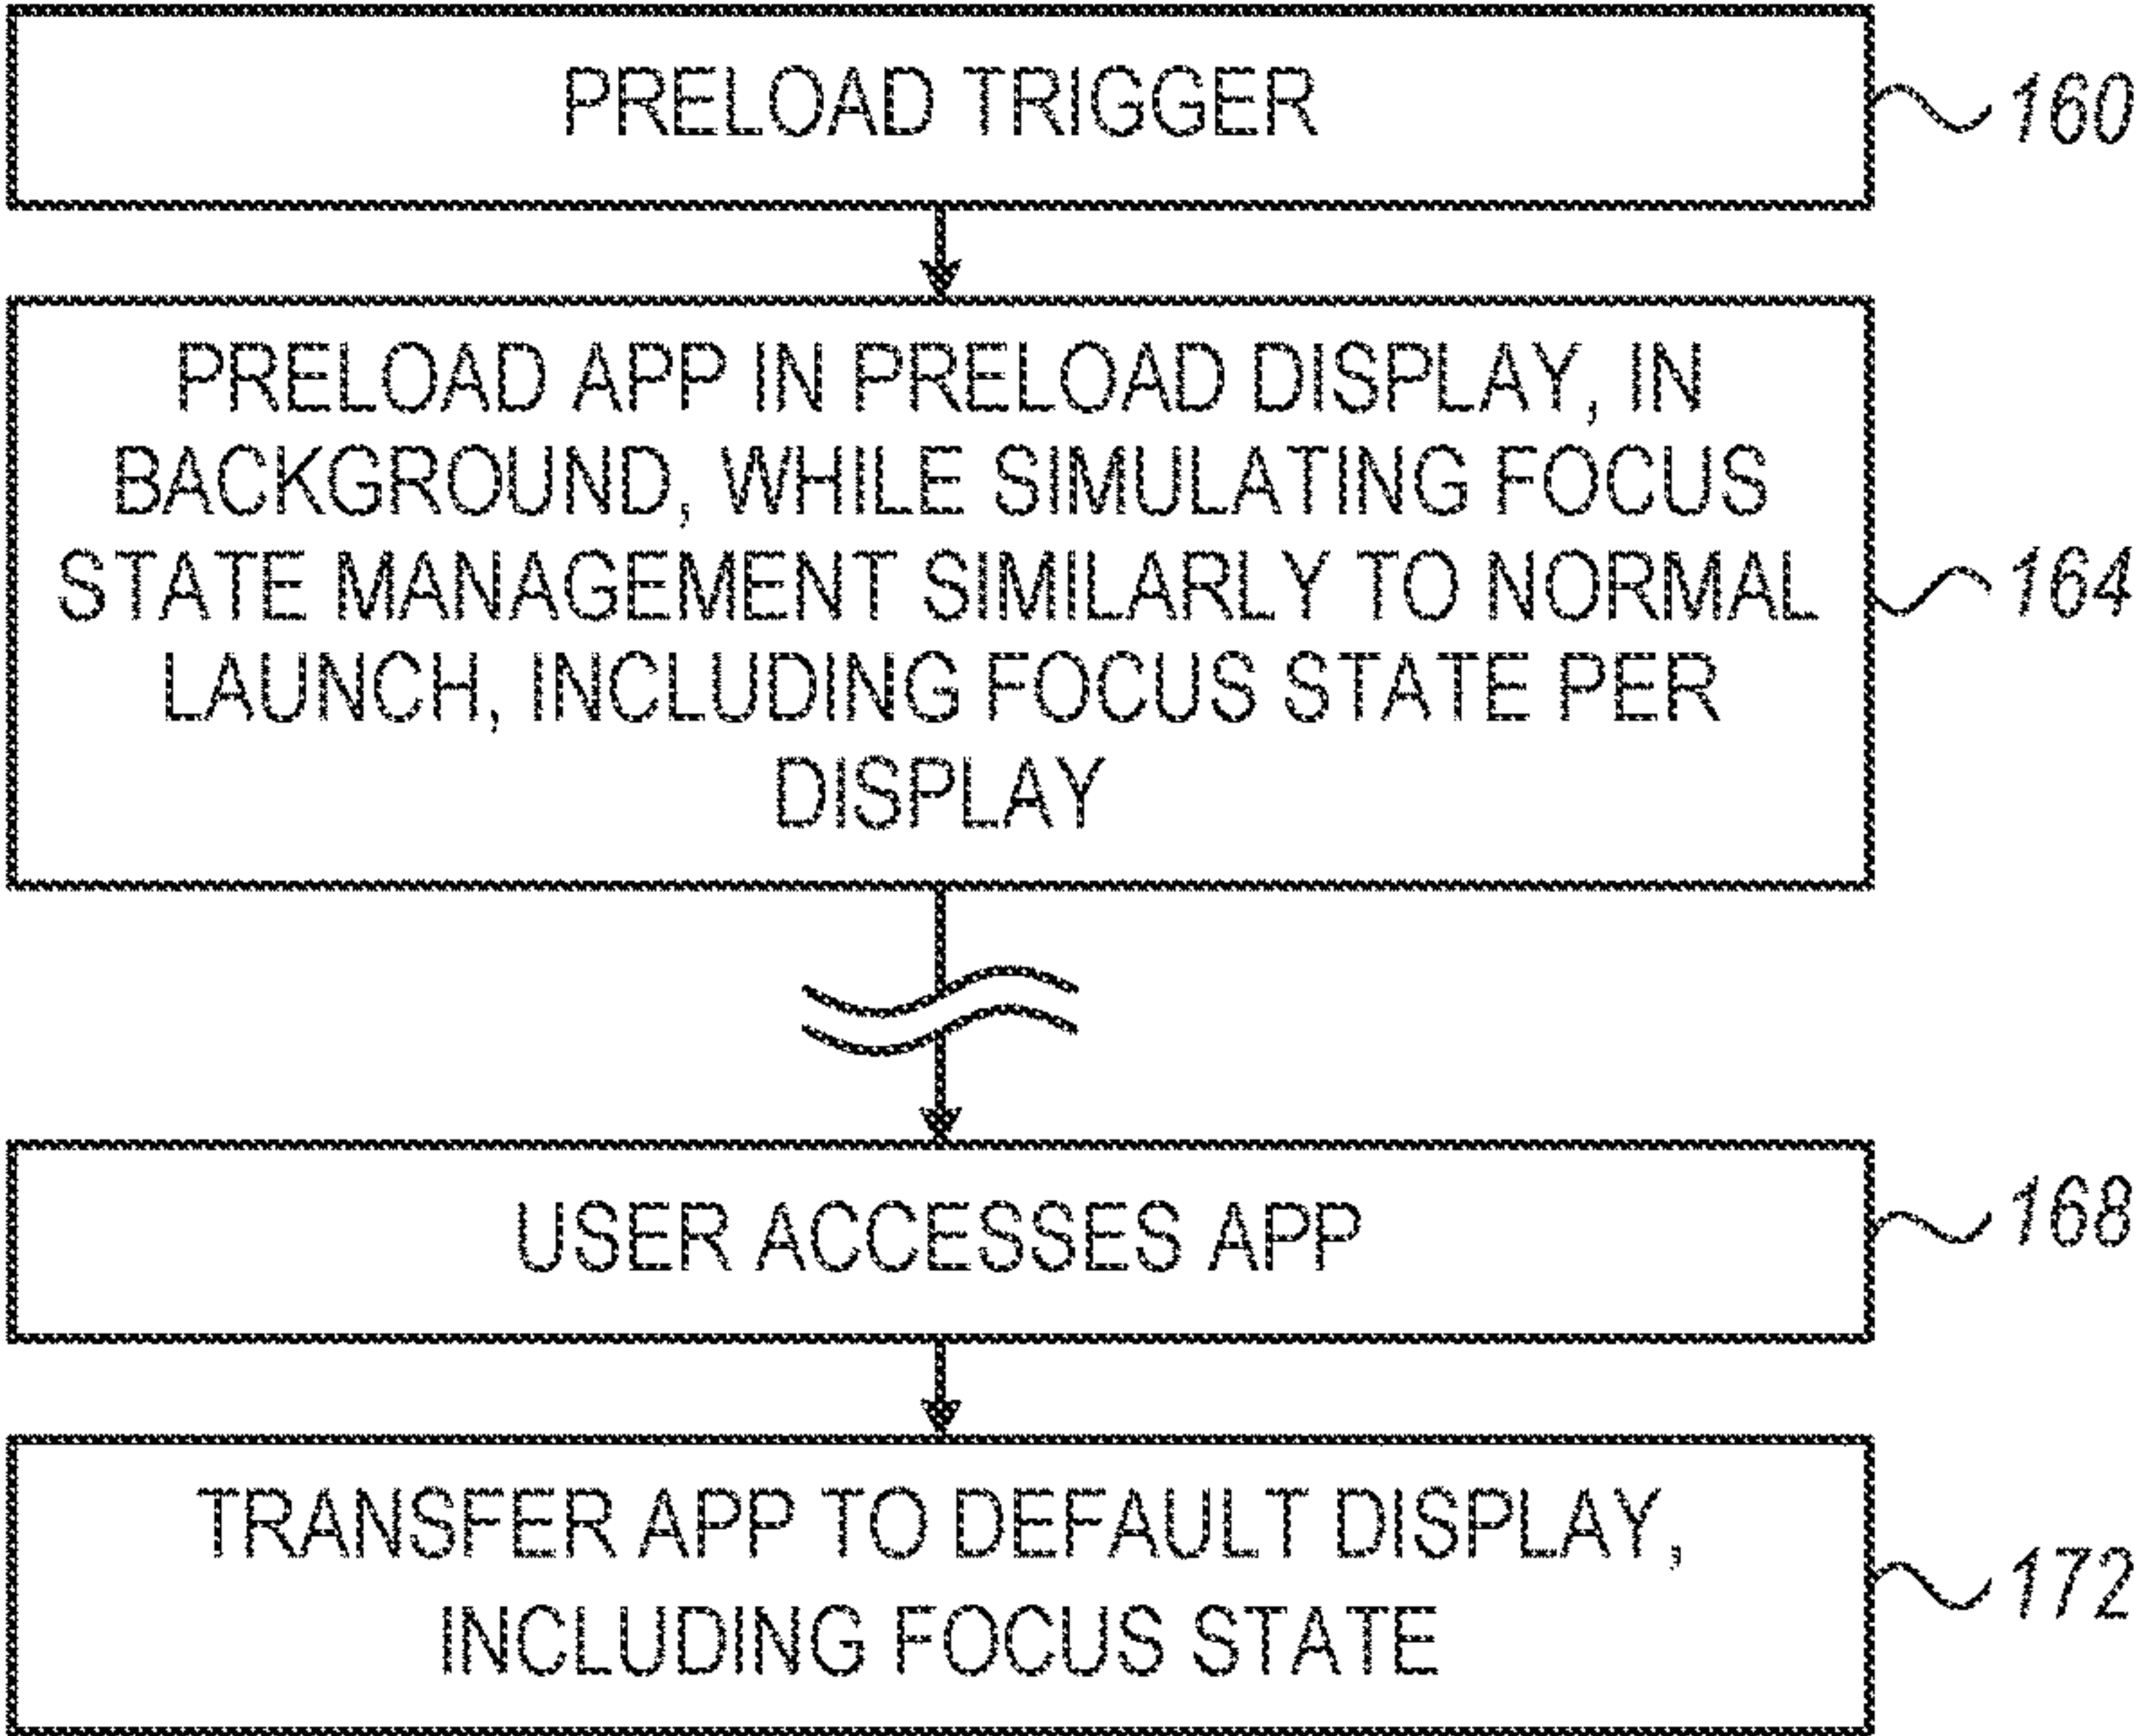 PRELOAD TRIGGER
160
PRELOAD APP IN PRELOAD DISPLAY, IN
BACKGROUND, WHILE SIMULATING FOCUS
STATE MANAGEMENT SIMILARLY TO NORMAL
LAUNCH, INCLUDING FOCUS STATE PER
DISPLAY
164
USER ACCESSES APP
168
TRANSFER APP TO DEFAULT DISPLAY,
INCLUDING FOCUS STATE
172